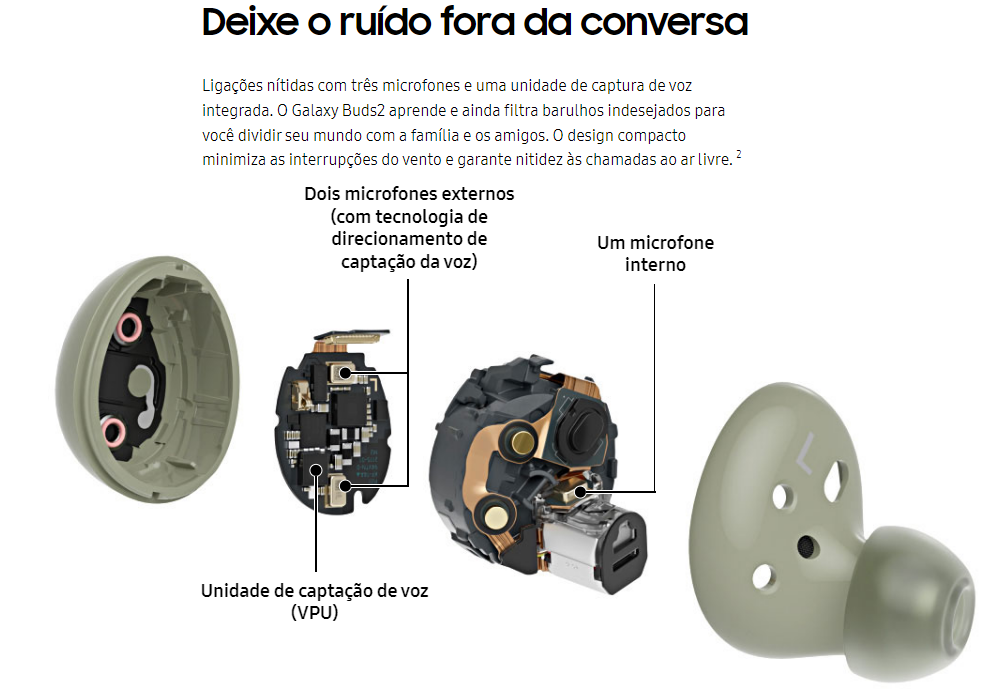 Deixe o ruído fora da conversa
Ligações nítidas com três microfones e uma unidade de captura de voz
integrada. O Galaxy Buds2 aprende e ainda filtra barulhos indesejados para
você dividir seu mundo com a família e os amigos. O design compacto
minimiza as interrupções do vento e garante nitidez às chamadas ao ar livre. 2
Dois microfones externos
(com tecnologia de
direcionamento de
captação da voz)
Um microfone
interno
L
Unidade de captação de voz
(VPU)